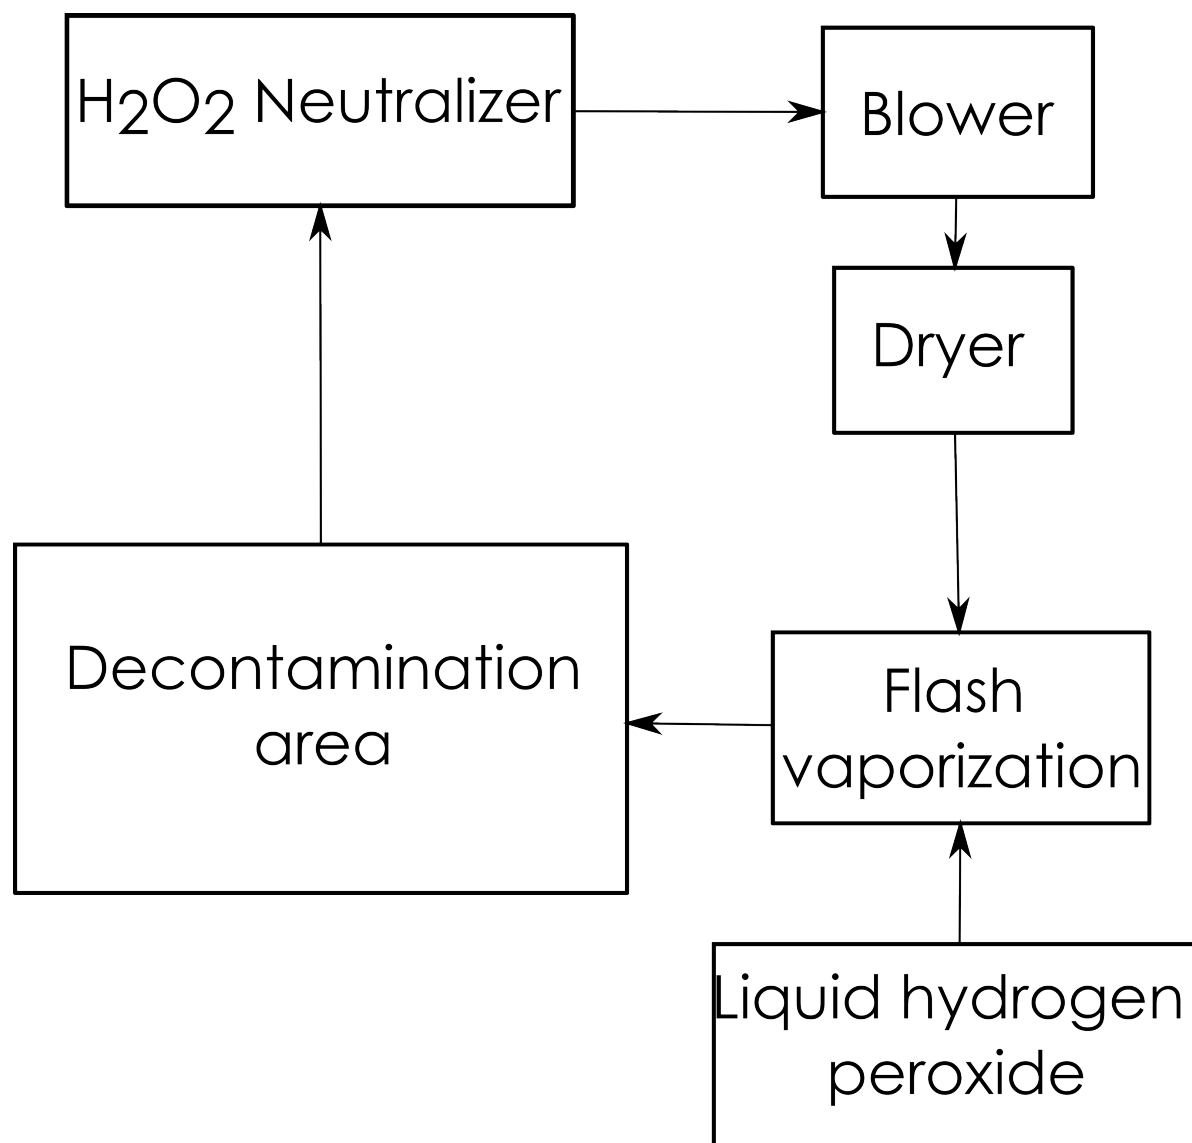 H2O2 Neutralizer
Blower
Dryer
Decontamination
area
Flash
vaporization
Liquid hydrogen
peroxide